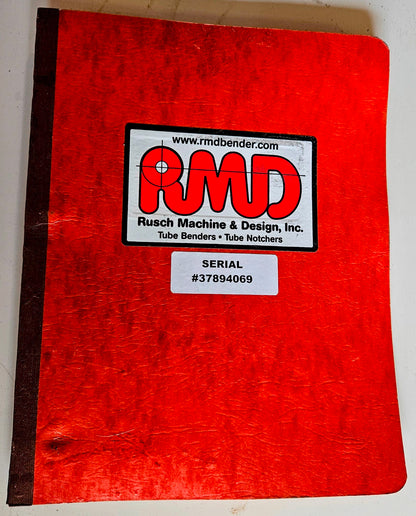 www.rmdbender.com
RMD
Rusch Machine & Design, Inc.
Tube Benders • Tube Notchers
SERIAL
#37894069